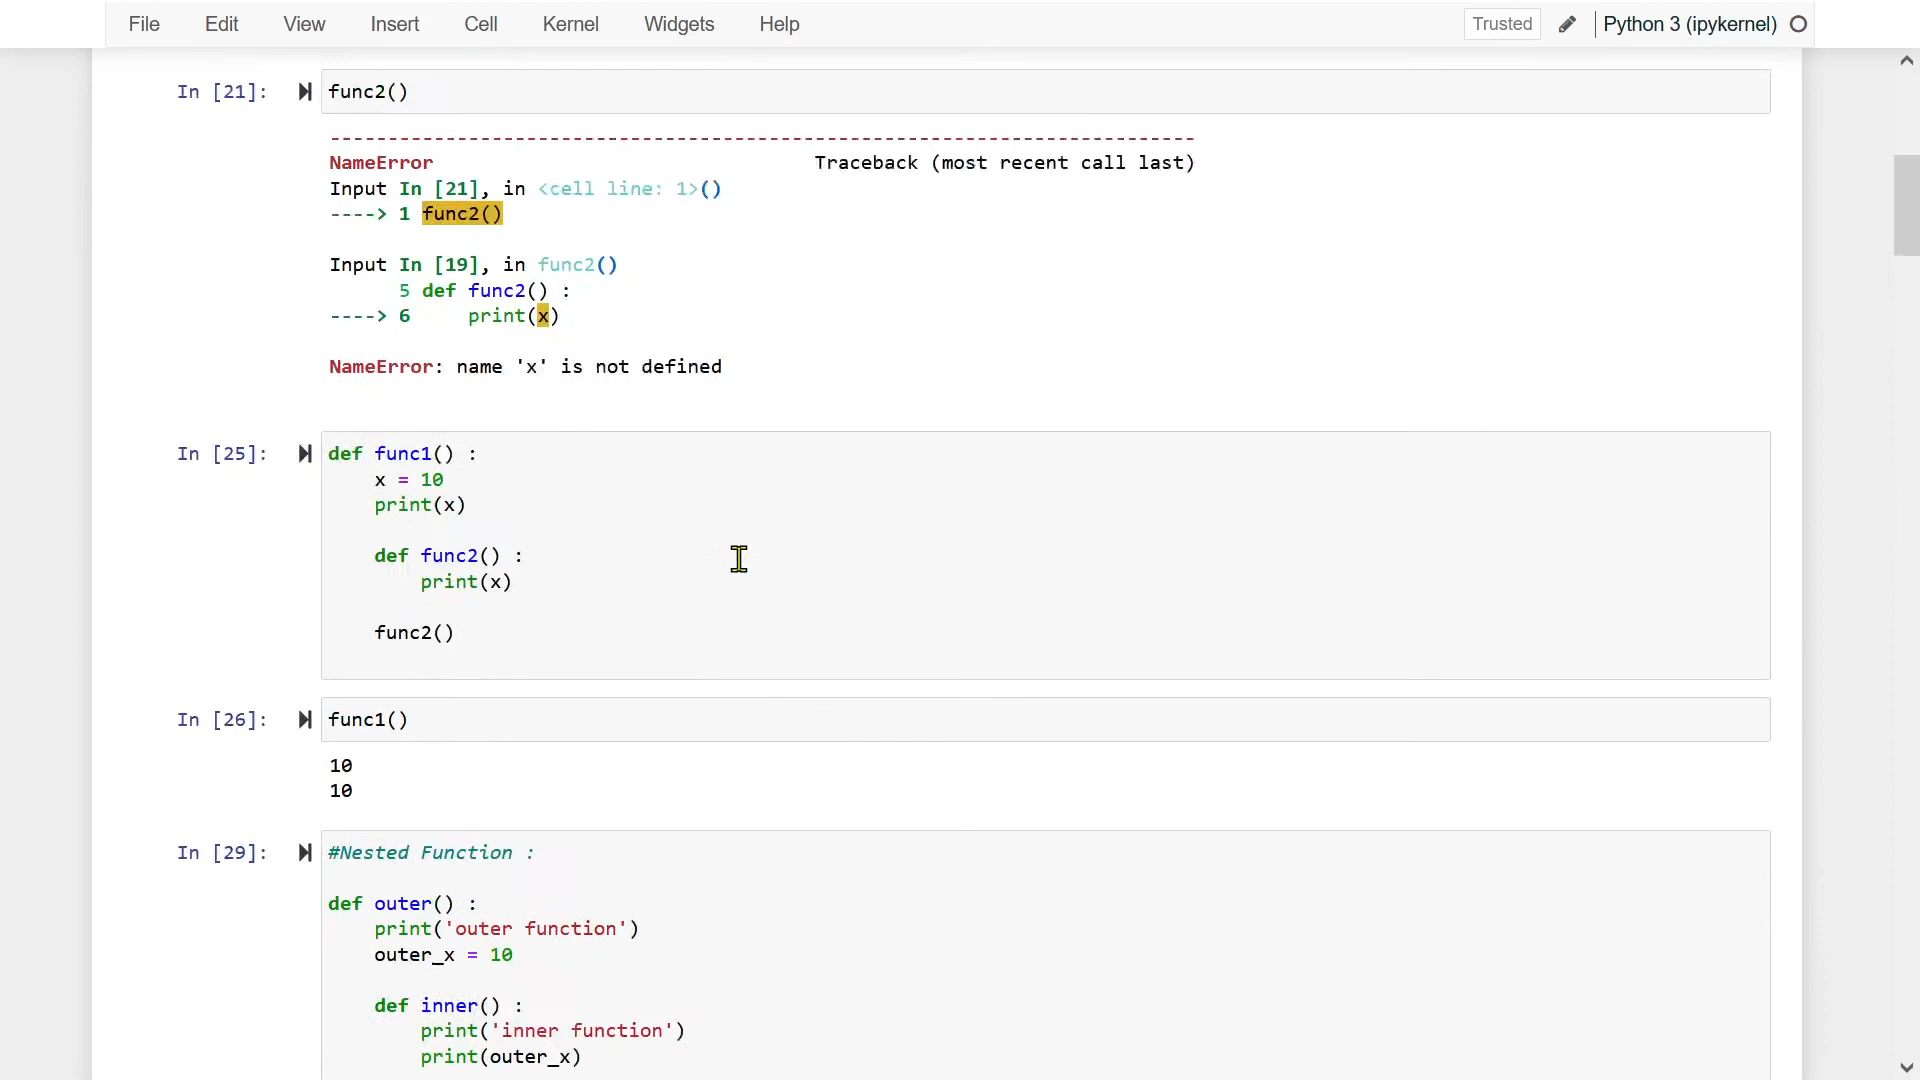 File Edit View Insert Cell Kernel Widgets Help Trusted Python 3 (ipykernel)
In [21]: func2()
---------------------------------------------------------------------------
NameError Traceback (most recent call last)
Input In [21], in <cell line: 1>()
----> 1 func2()
Input In [19], in func2()
5 def func2() :
----> 6 print(x)
NameError: name 'x' is not defined
In [25]: def func1() :
x = 10
print(x)
def func2() :
print(x)
func2()
In [26]: func1()
10
10
In [29]: #Nested Function :
def outer() :
print('outer function')
outer_x = 10
def inner() :
print('inner function')
print(outer_x)